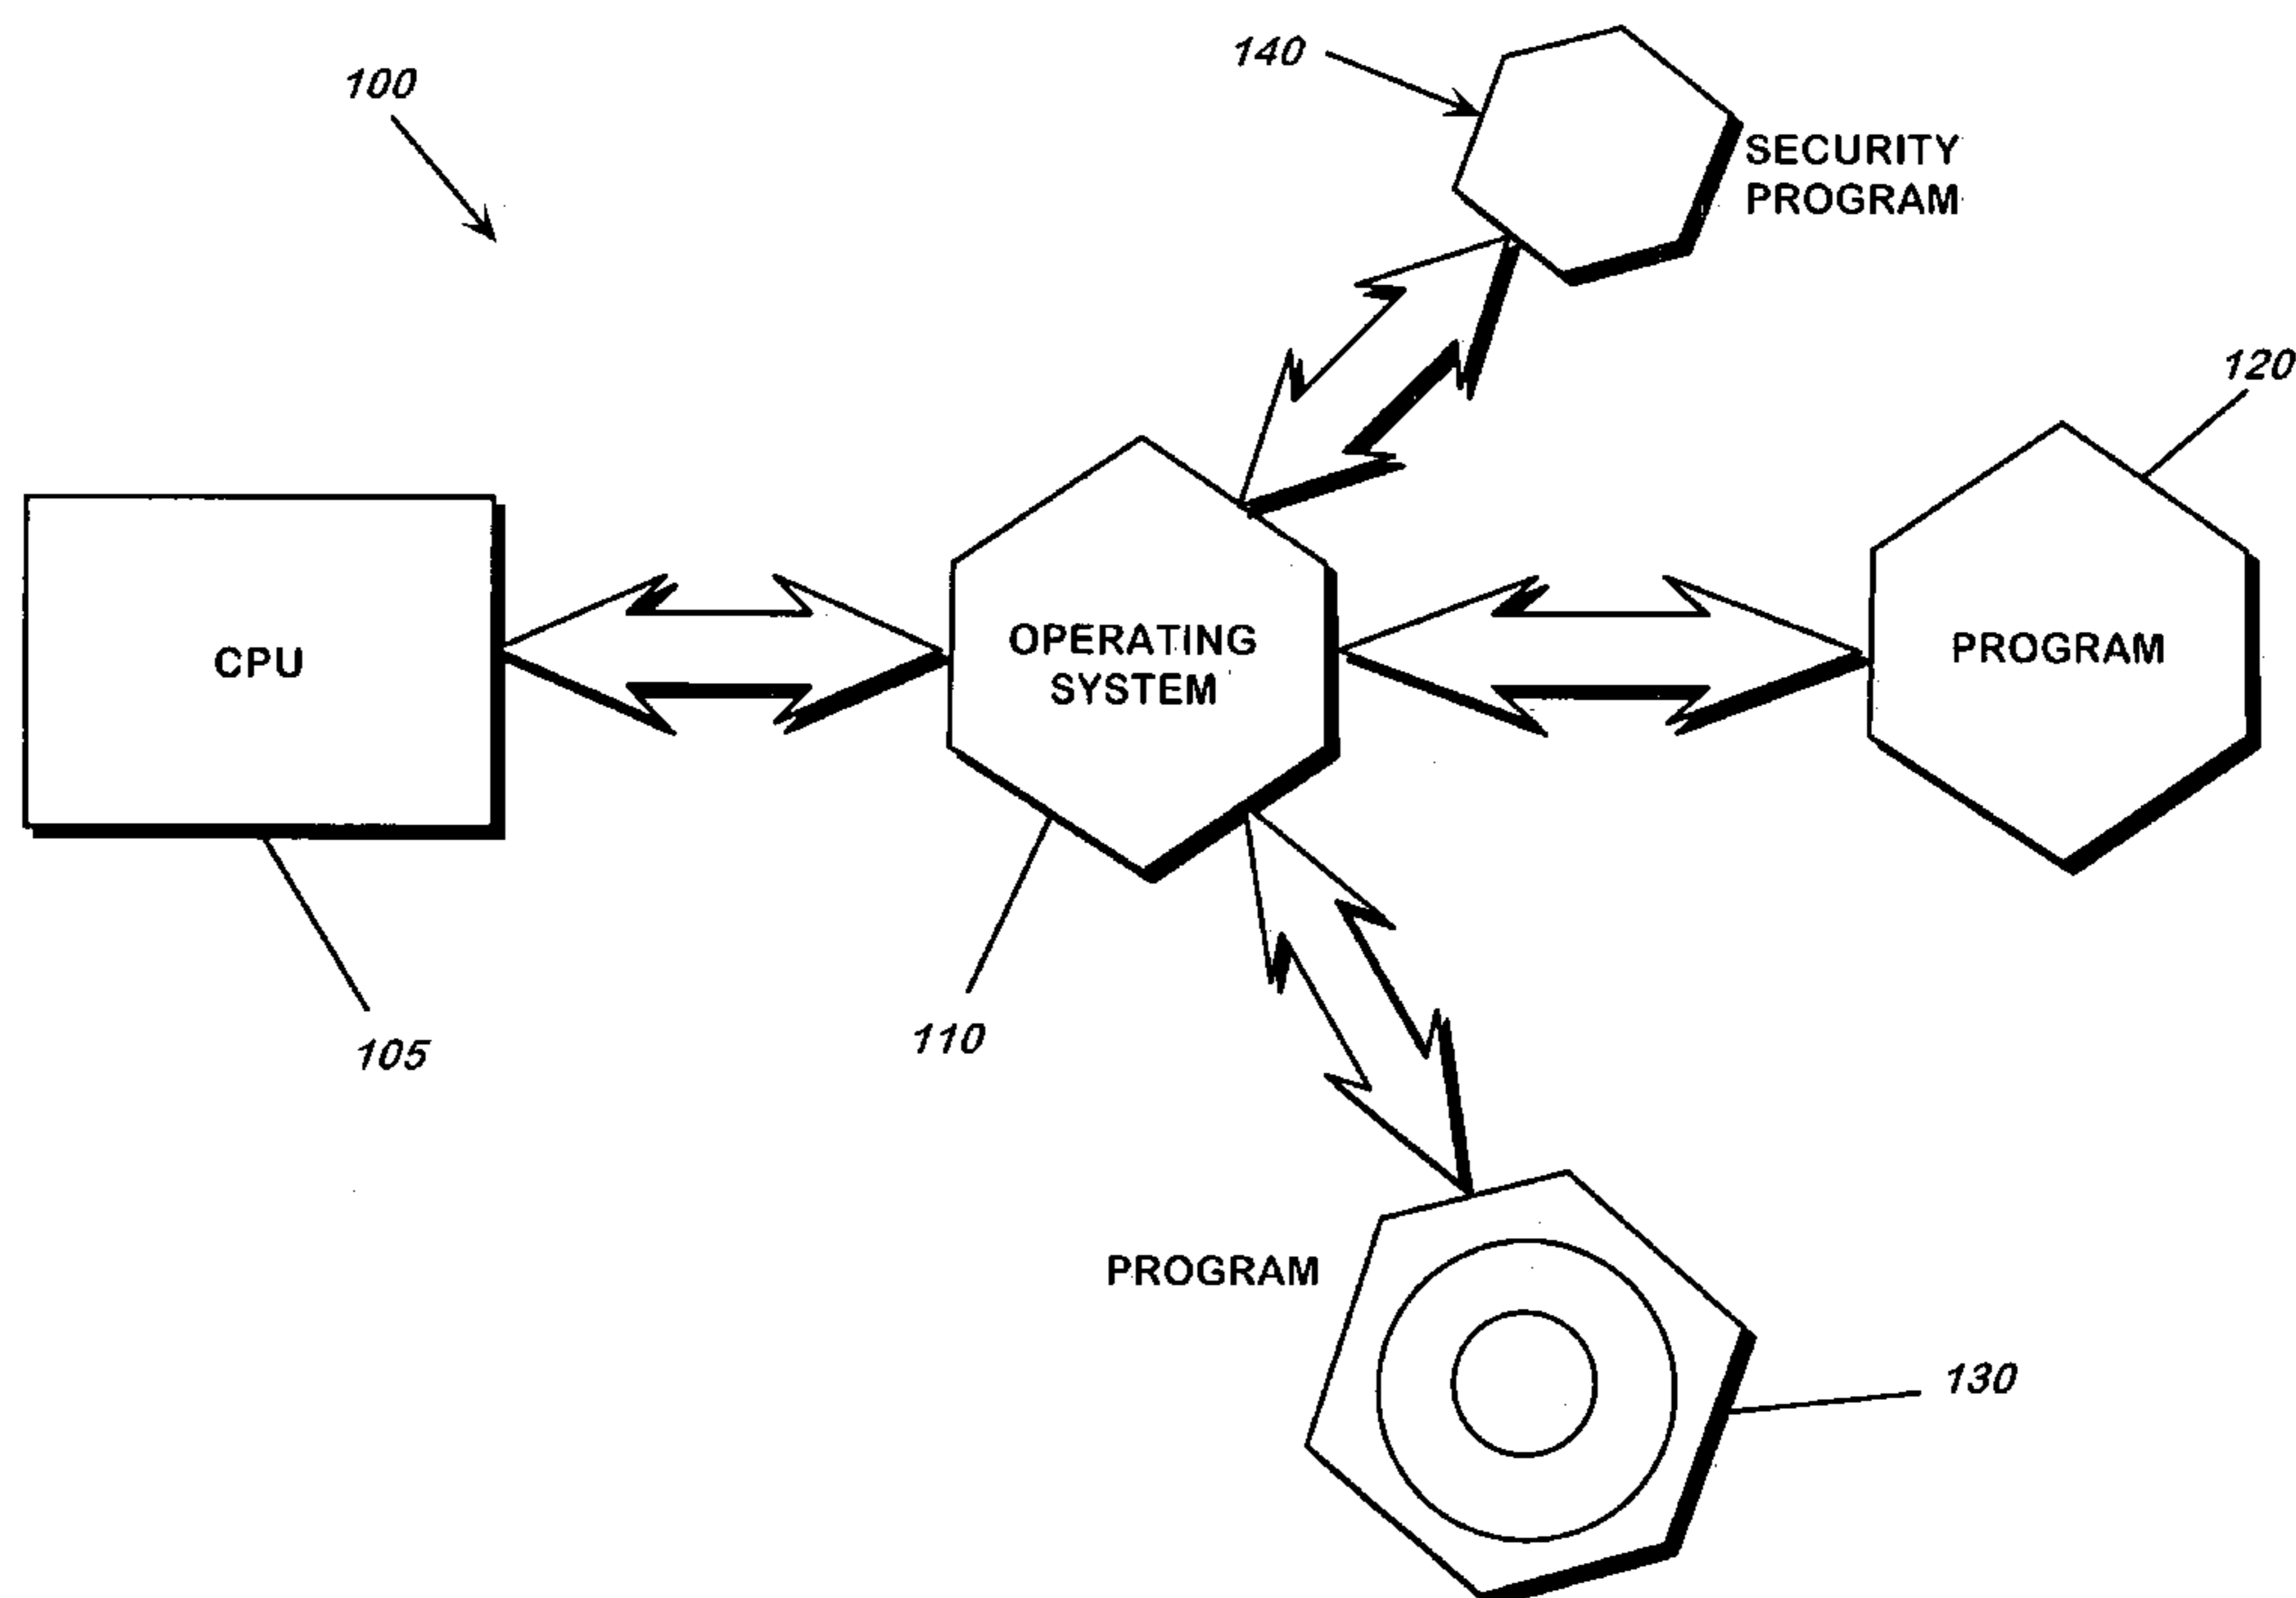 140
100
SECURITY
PROGRAM
120
CPU
OPERATING
SYSTEM
PROGRAM
110
105
PROGRAM
130